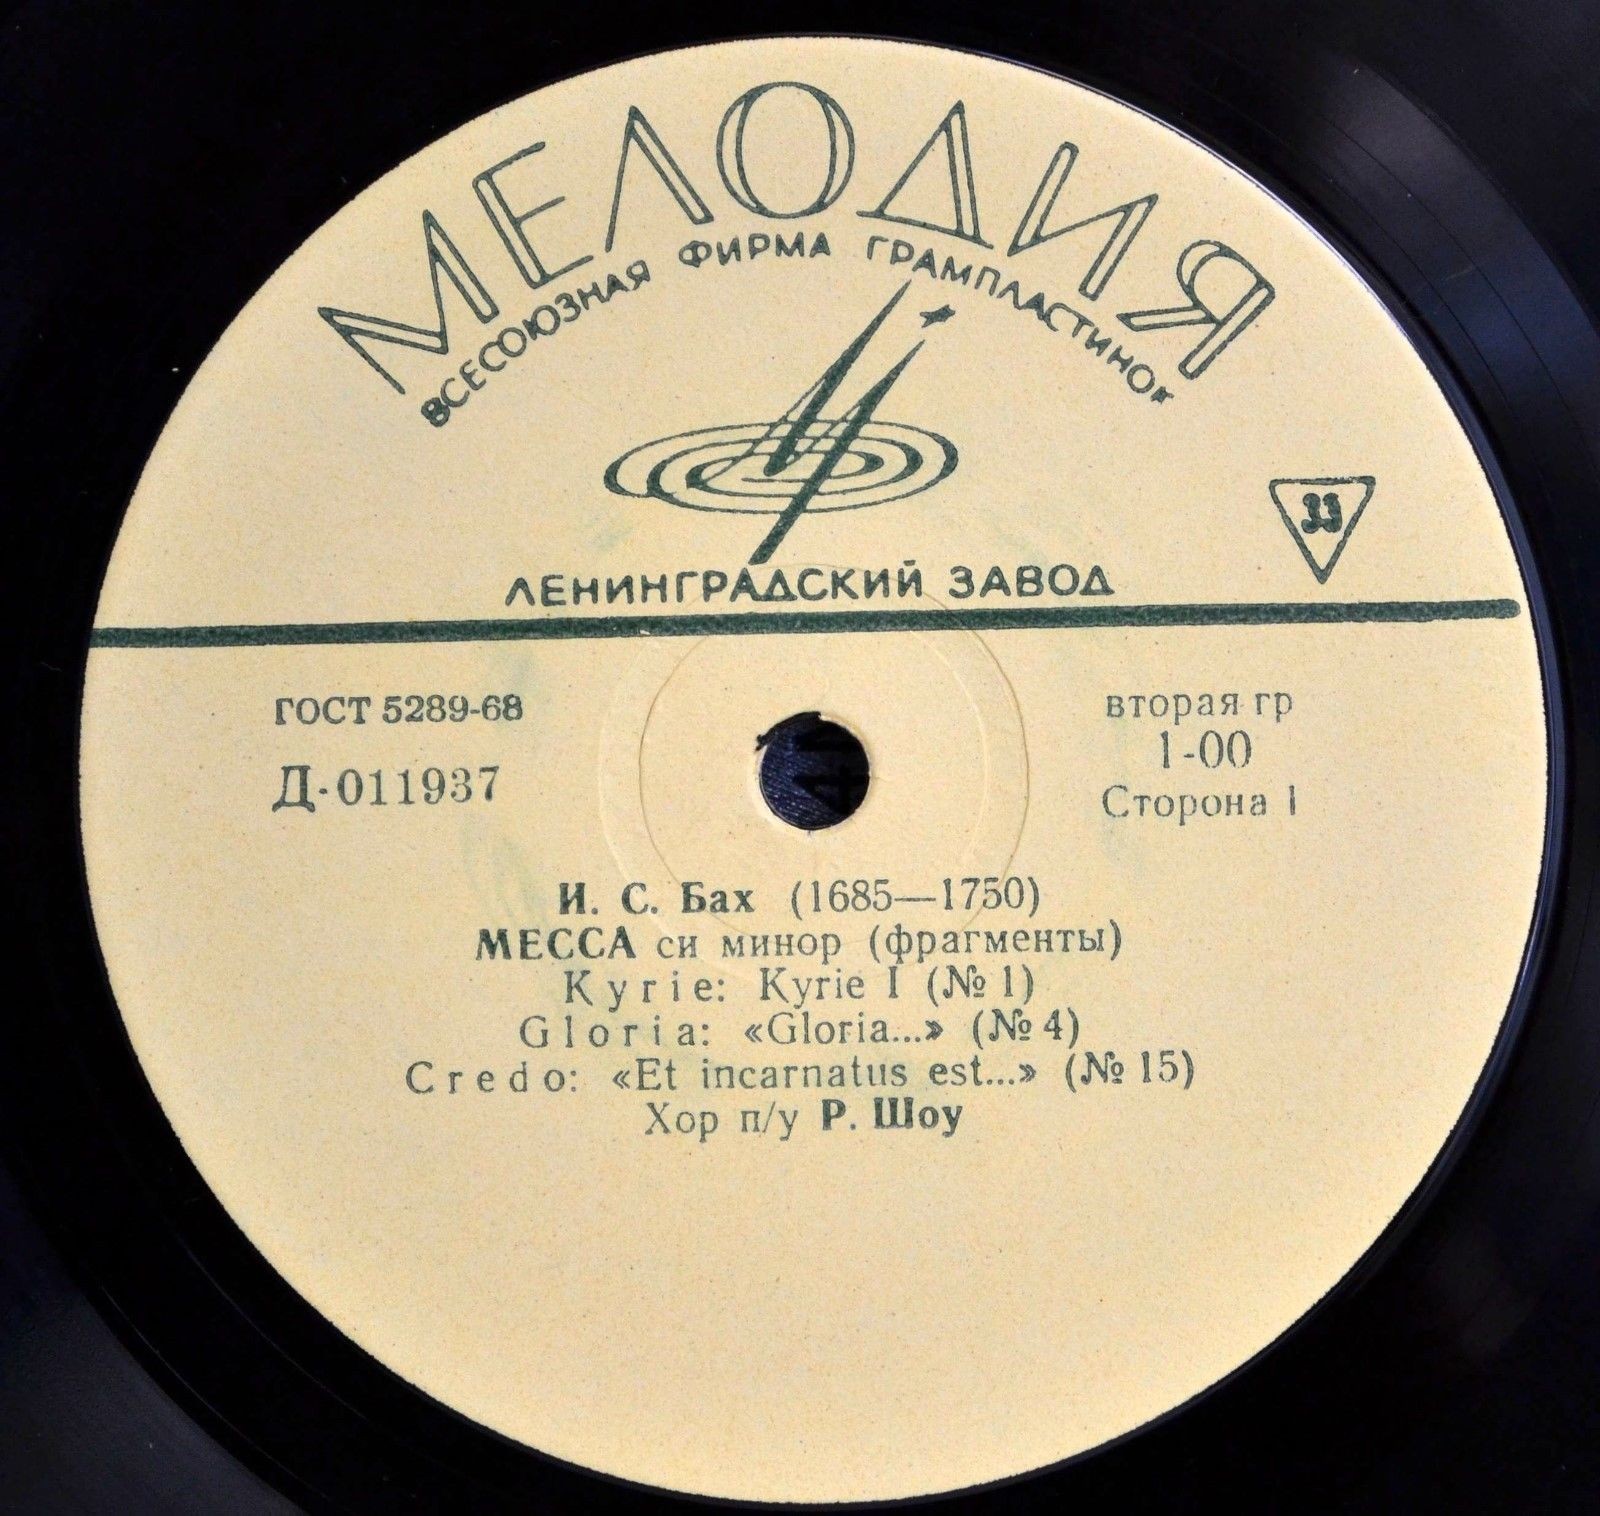 МЕЛОДИЯ
ВСЕСОЮЗНАЯ ФИРМА ГРАМПЛАСТИНОК
33
ЛЕНИНГРАДСКИЙ ЗАВОД
ГОСТ 5289-68
Д-011937
вторая гр
1-00
Сторона 1
И. С. Бах (1685—1750)
МЕССА си минор (фрагменты)
Kyrie: Kyrie I (№ 1)
Gloria: «Gloria...» (№ 4)
Credo: «Et incarnatus est...» (№ 15)
Хор п/у Р. Шоу